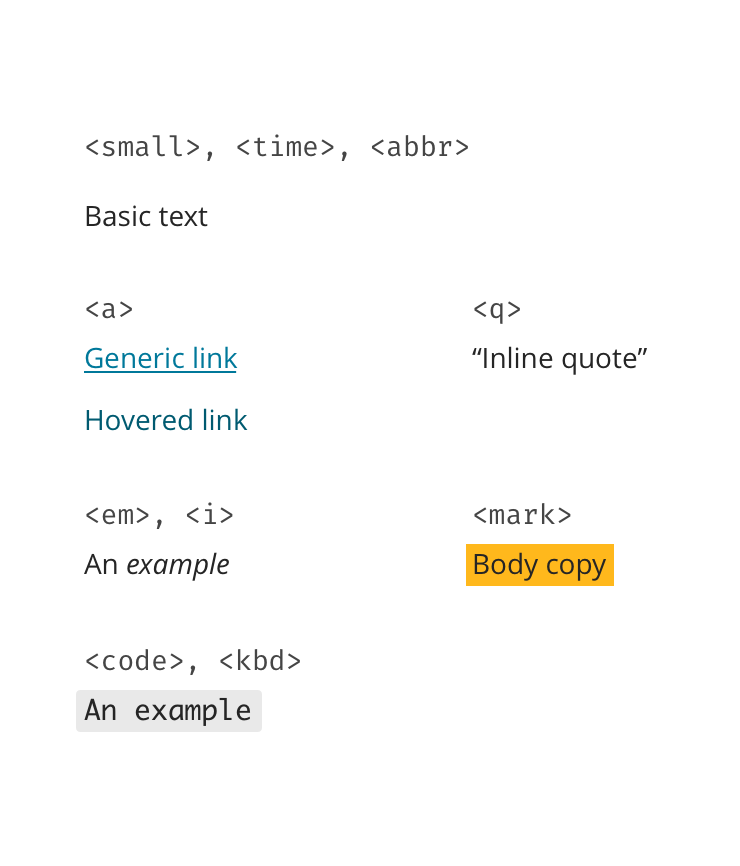 <small>, <time>, <abbr>
Basic text
<a>
Generic link
Hovered link
<q>
“Inline quote”
<em>, <i>
An example
<mark>
Body copy
<code>, <kbd>
An example